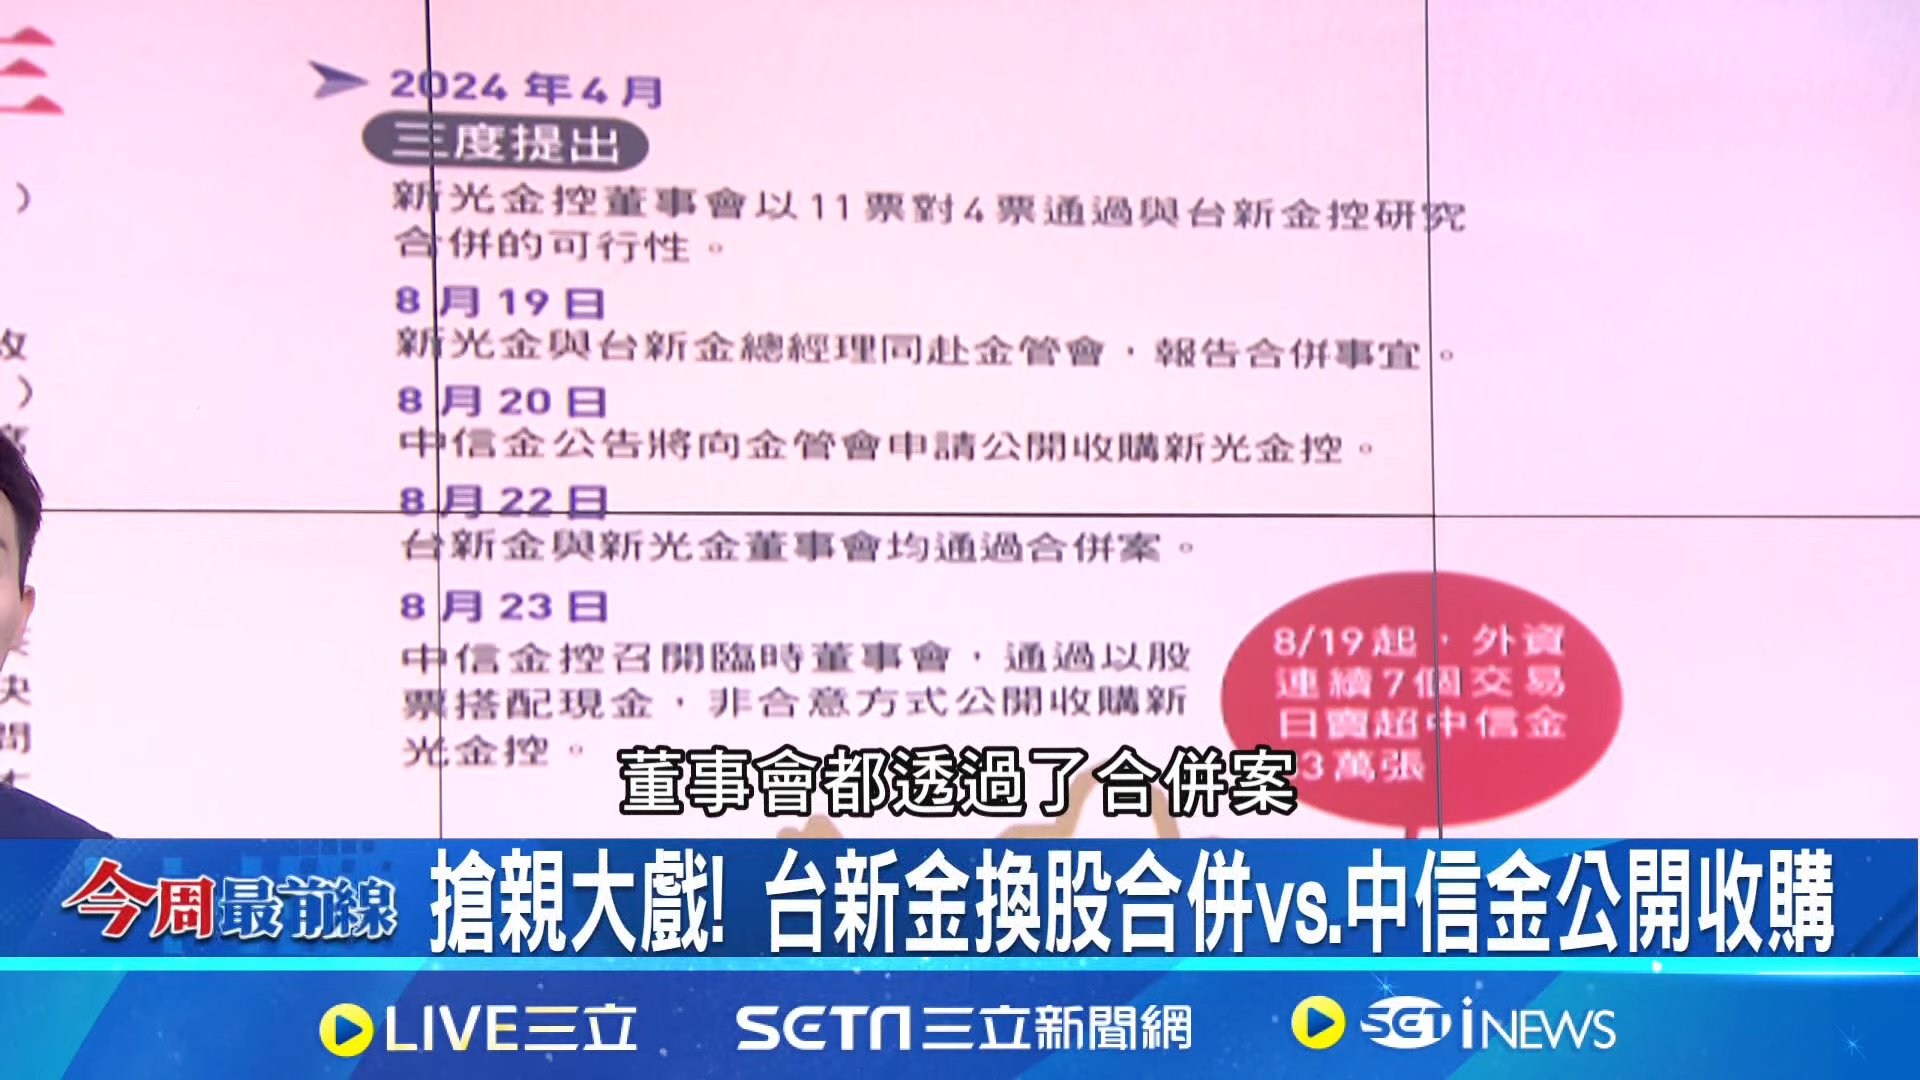 三
）
2024年4月
三度提出
新光金控董事會以11票對4票通過與台新金控研究
合併的可行性。
8月19日
新光金與台新金總經理同赴金管會，報告合併事宜。
8月20日
中信金公告將向金管會申請公開收購新光金控。
8月22日
台新金與新光金董事會均通過合併案。
8月23日
中信金控召開臨時董事會，通過以股
票搭配現金，非合意方式公開收購新
光金控。
8/19起，外資
連續7個交易
日賣超中信金
3萬張
董事會都透過了合併案
今周最前線
搶親大戲! 台新金換股合併vs.中信金公開收購
LIVE三立
SETN三立新聞網
SET iNEWS